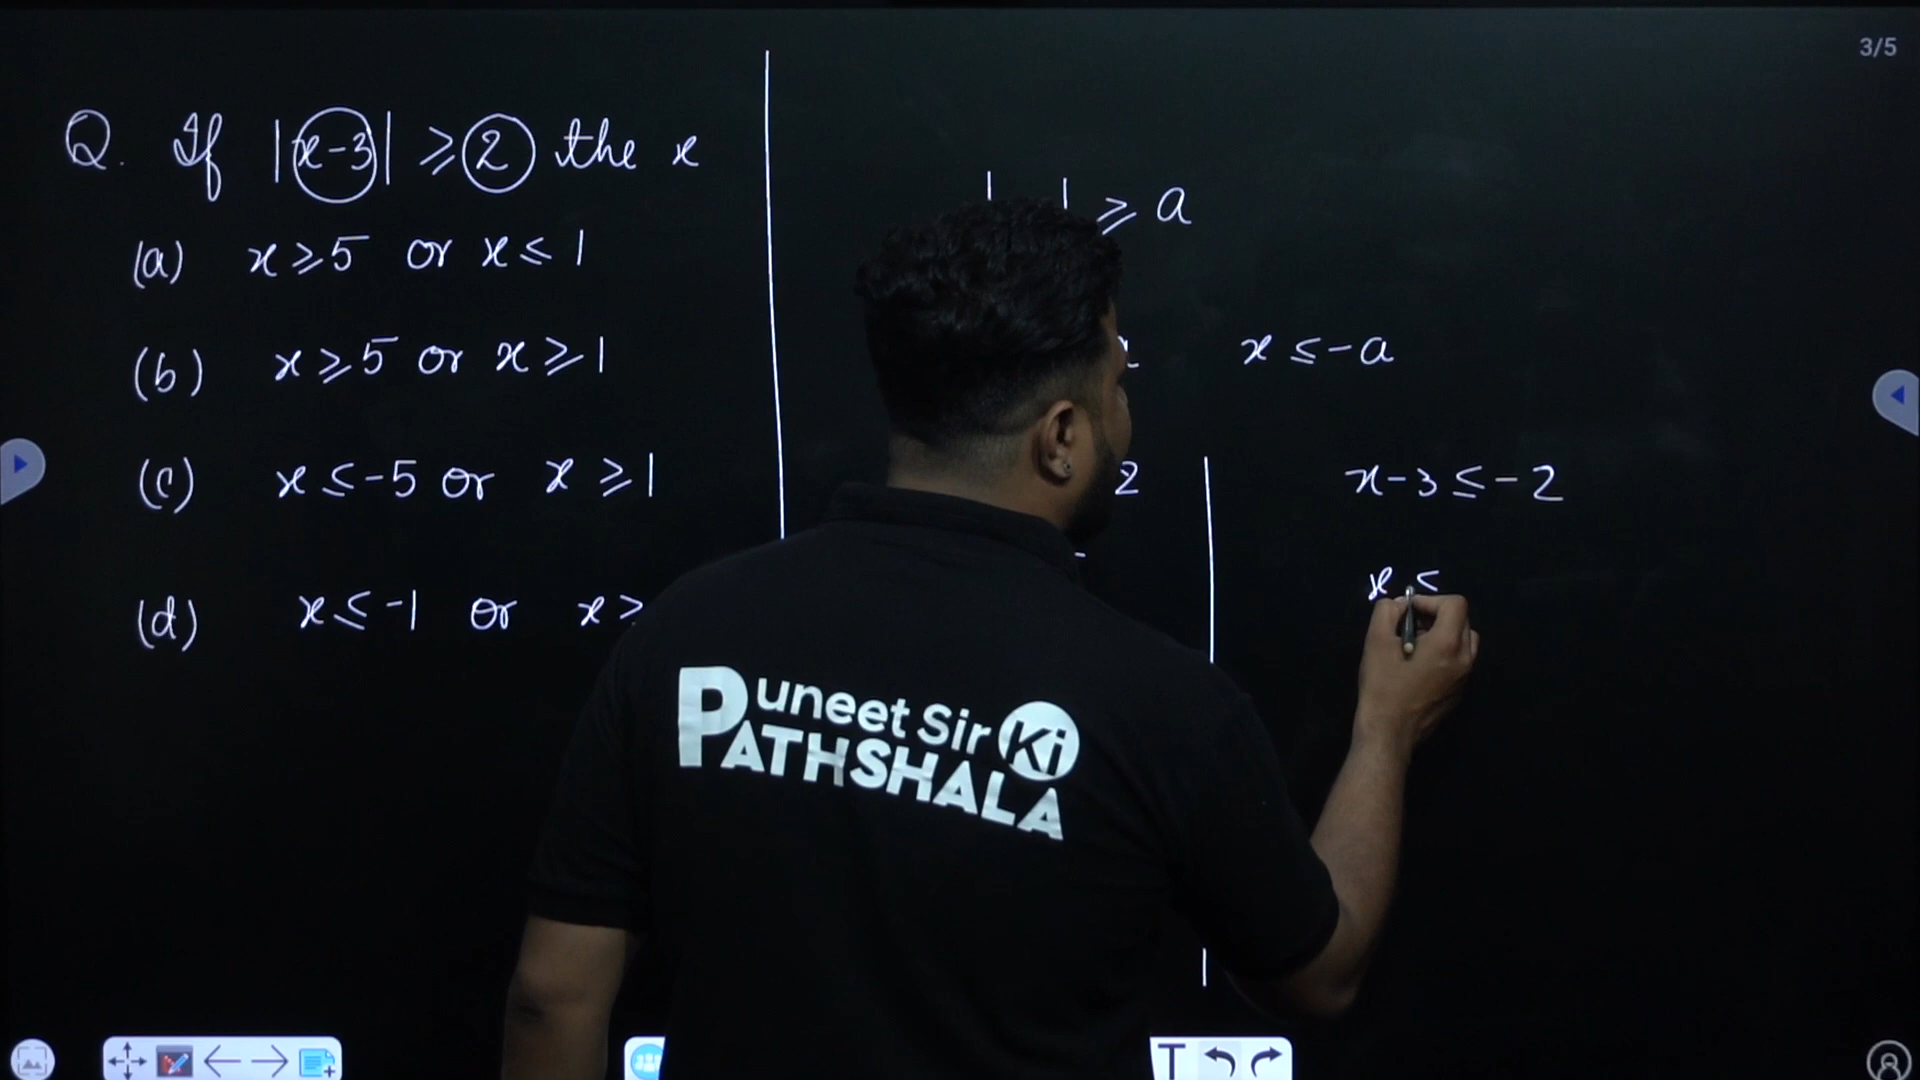 3/5
Q. If |x-3| ≥ 2 the x
(a) x ≥ 5 or x ≤ 1
(b) x ≥ 5 or x ≥ 1
(c) x ≤ -5 or x ≥ 1
(d) x ≤ -1 or x ≥
| | ≥ a
x ≤ -a
2
x-3 ≤ -2
x ≤
Puneet Sir Ki
PATHSHALA
T